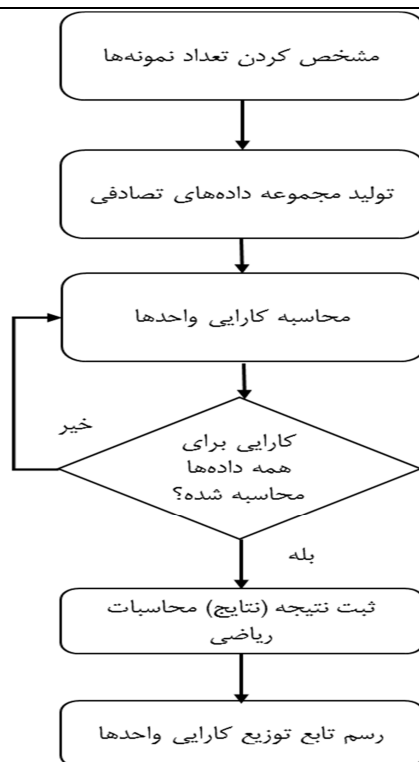 مشخص کردن تعداد نمونه‌ها
تولید مجموعه داده‌های تصادفی
محاسبه کارایی واحدها
کارایی برای
همه داده‌ها
محاسبه شده؟
خیر
بله
ثبت نتیجه (نتایج) محاسبات
ریاضی
رسم تابع توزیع کارایی واحدها